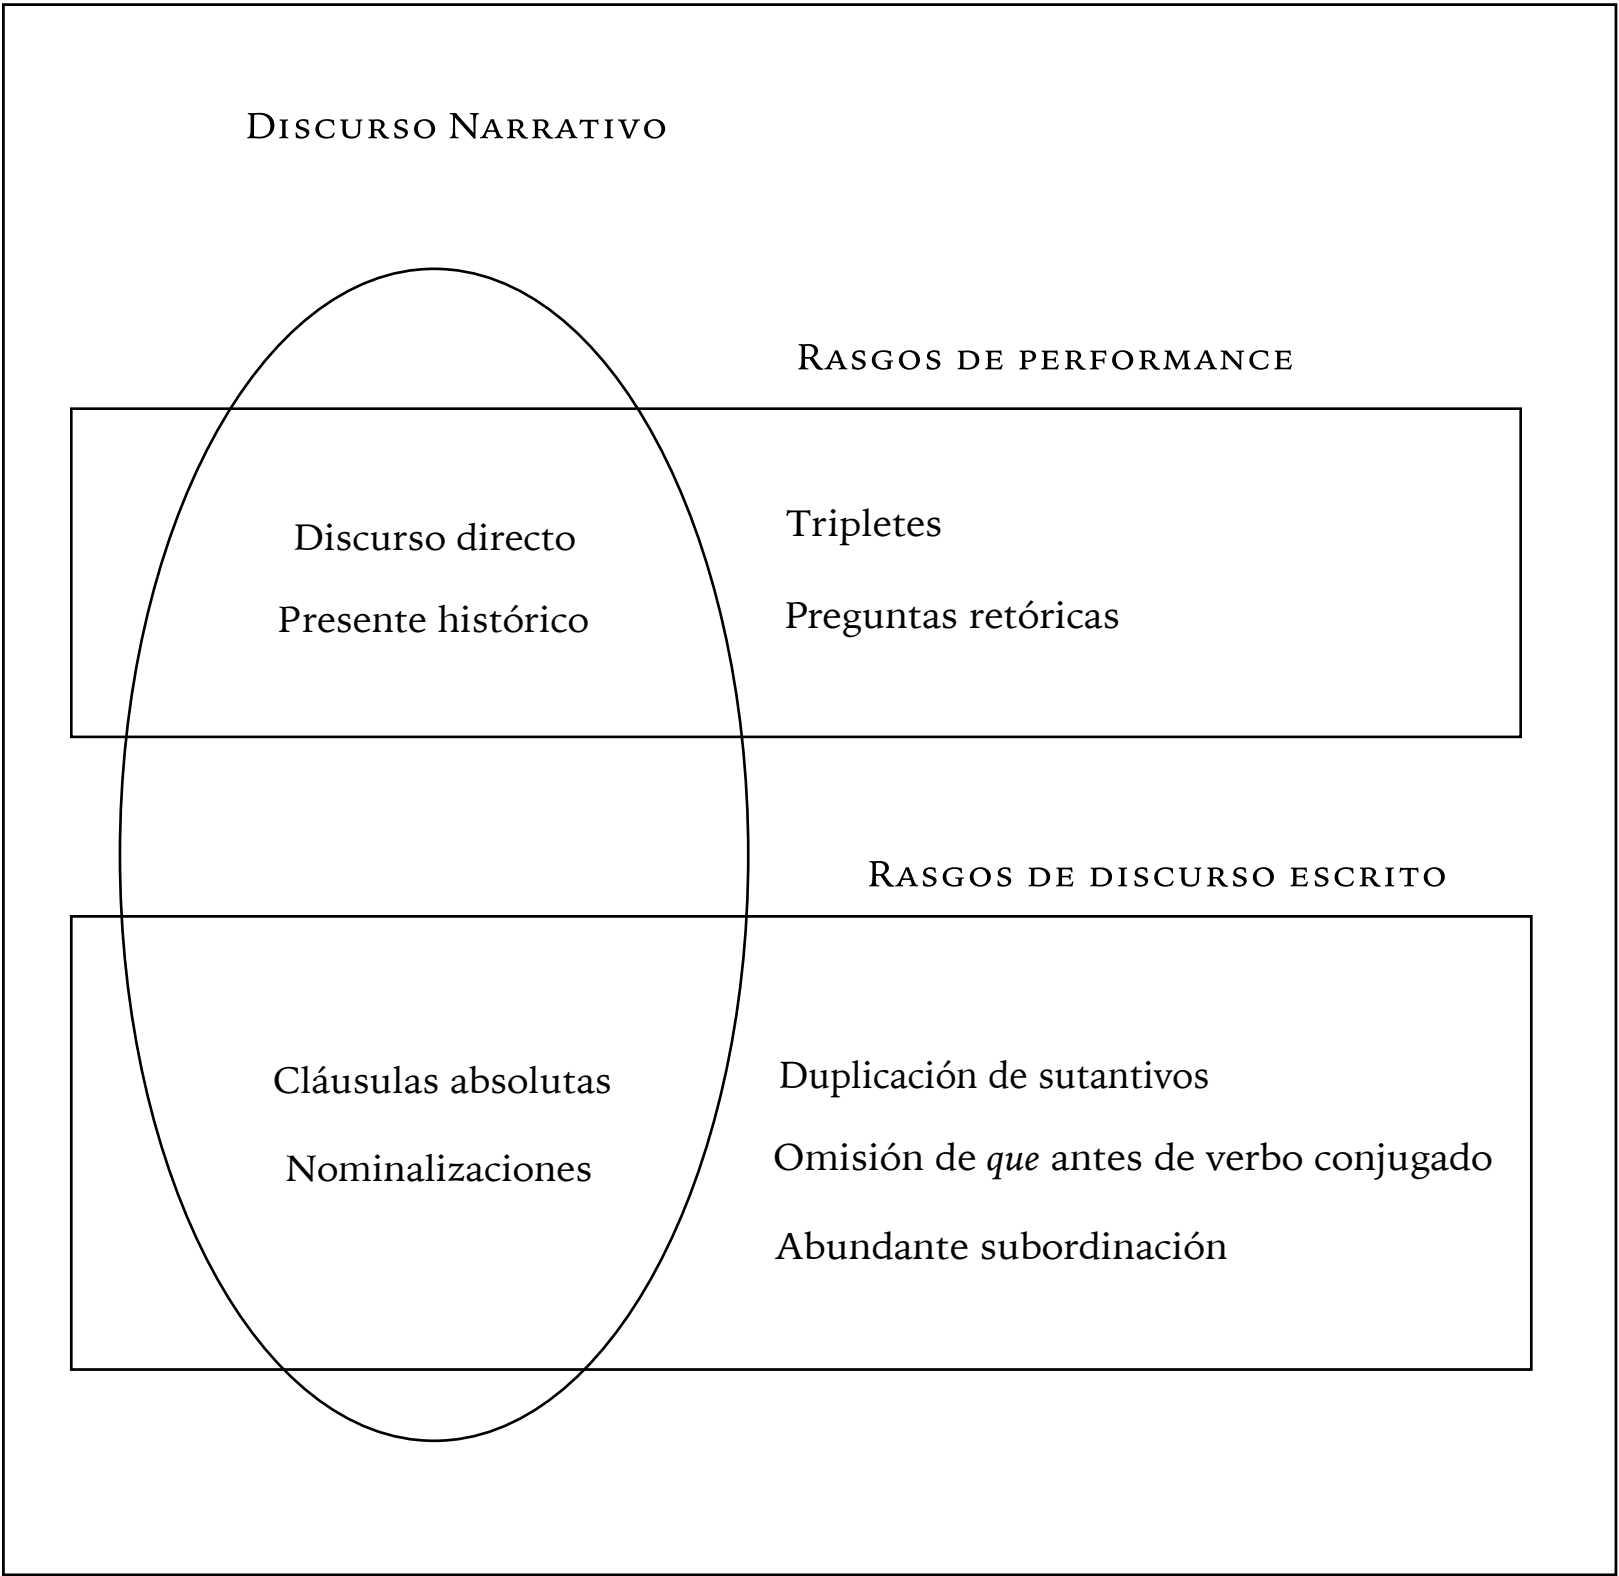 Discurso Narrativo
Rasgos de performance
Discurso directo
Presente histórico
Tripletes
Preguntas retóricas
Rasgos de discurso escrito
Cláusulas absolutas
Nominalizaciones
Duplicación de sutantivos
Omisión de que antes de verbo conjugado
Abundante subordinación